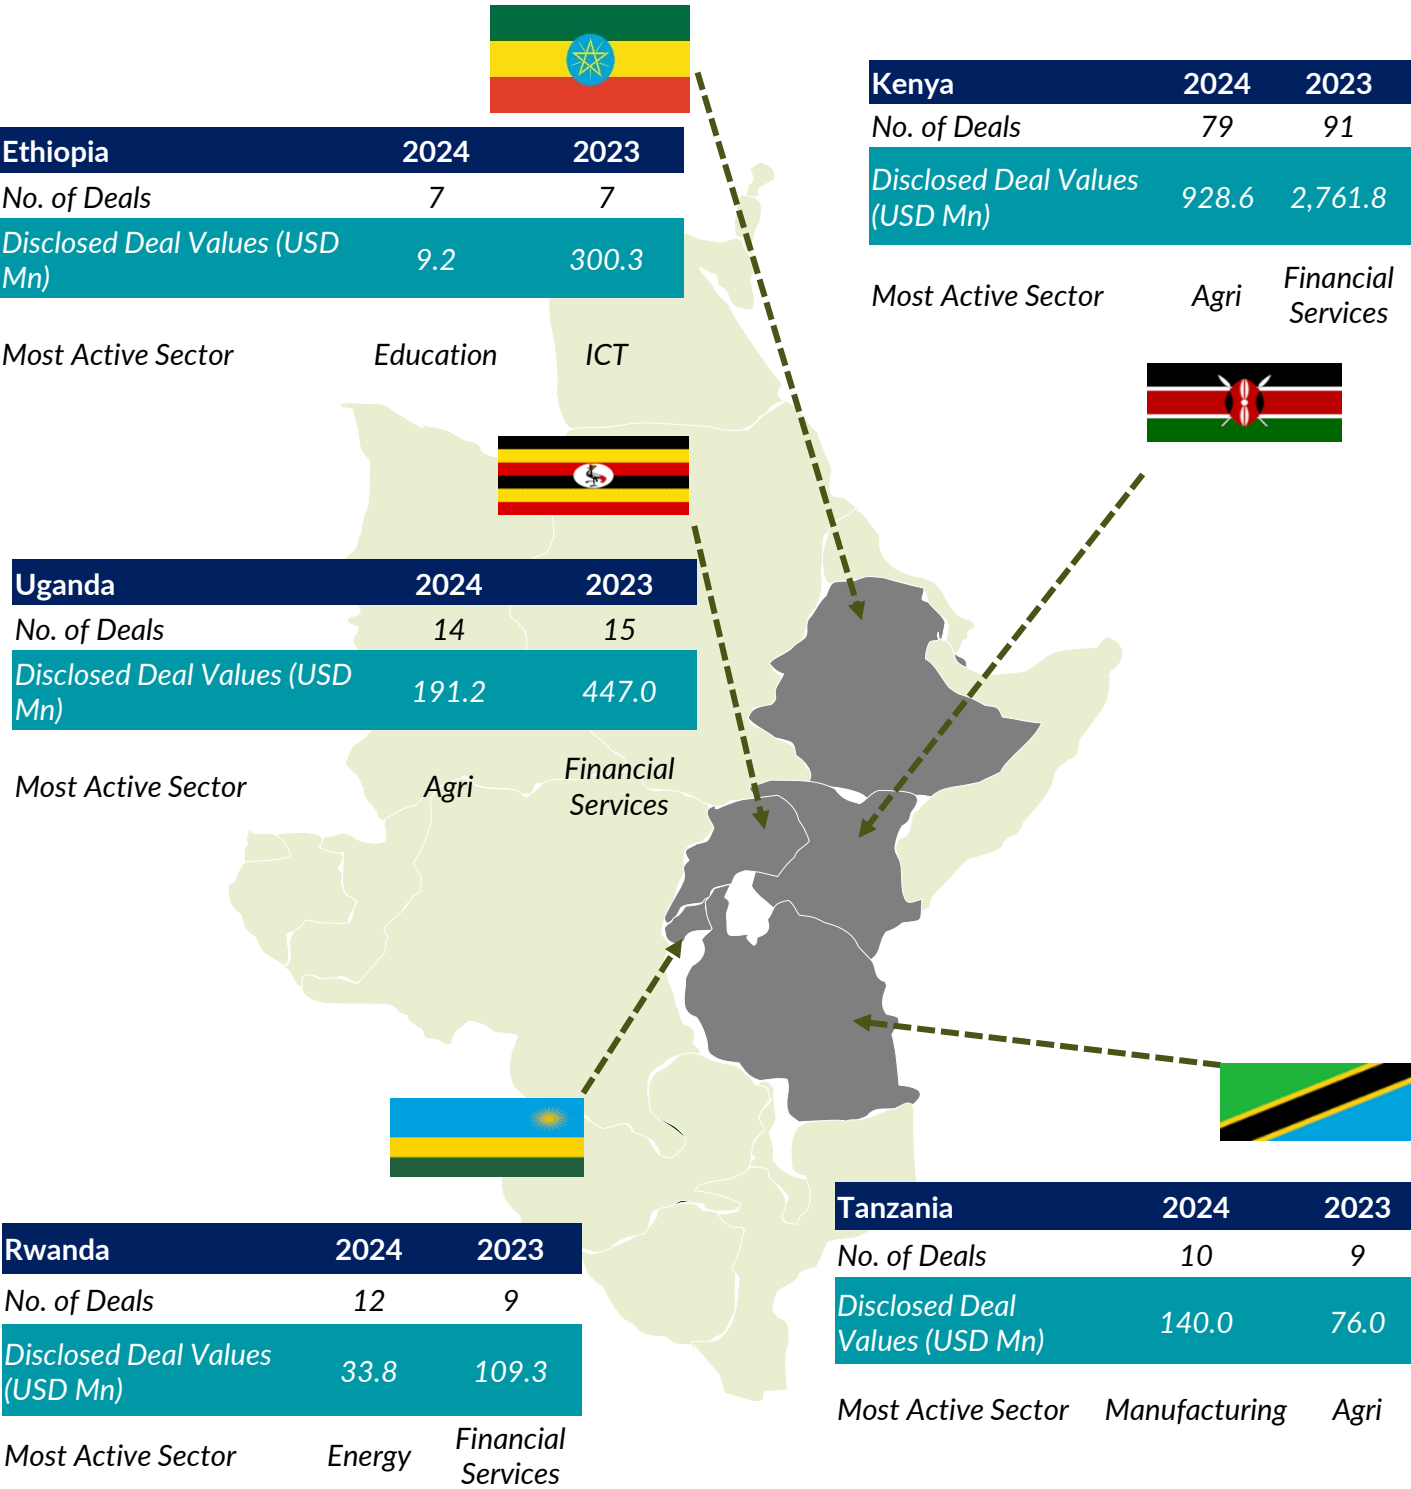 Ethiopia 2024 2023
No. of Deals 7 7
Disclosed Deal Values (USD
Mn) 9.2 300.3
Most Active Sector Education ICT
Kenya 2024 2023
No. of Deals 79 91
Disclosed Deal Values
(USD Mn) 928.6 2,761.8
Most Active Sector Agri Financial
Services
Uganda 2024 2023
No. of Deals 14 15
Disclosed Deal Values (USD
Mn) 191.2 447.0
Most Active Sector Agri Financial
Services
Rwanda 2024 2023
No. of Deals 12 9
Disclosed Deal Values
(USD Mn) 33.8 109.3
Most Active Sector Energy Financial
Services
Tanzania 2024 2023
No. of Deals 10 9
Disclosed Deal
Values (USD Mn) 140.0 76.0
Most Active Sector Manufacturing Agri